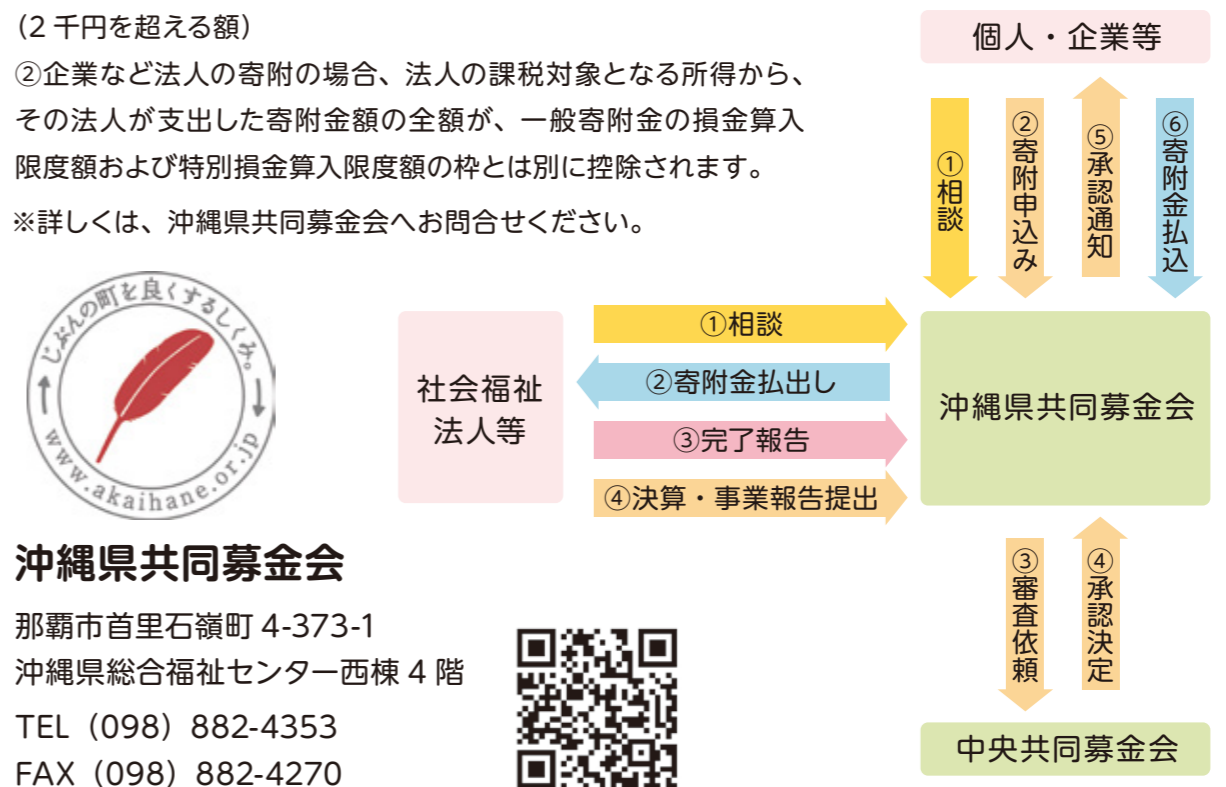 （2 千円を超える額）
②企業など法人の寄附の場合、法人の課税対象となる所得から、
その法人が支出した寄附金額の全額が、一般寄附金の損金算入
限度額および特別損金算入限度額の枠とは別に控除されます。
※詳しくは、沖縄県共同募金会へお問合せください。
じぶんの町を良くするしくみ。
www.akaihane.or.jp
沖縄県共同募金会
那覇市首里石嶺町 4-373-1
沖縄県総合福祉センター西棟 4 階
TEL（098）882-4353
FAX（098）882-4270
個人・企業等
①相談
②寄附申込み
⑤承認通知
⑥寄附金払込
社会福祉
法人等
①相談
②寄附金払出し
③完了報告
④決算・事業報告提出
沖縄県共同募金会
③審査依頼
④承認決定
中央共同募金会